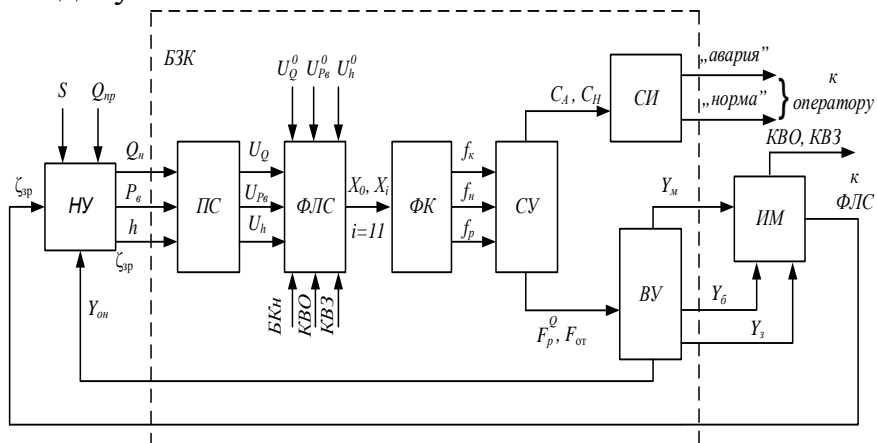 БЗК
U_Q^0 U_Pв^0 U_h^0
S Q_пр
ζ_зр
НУ
Q_н
P_в
h
ζ_зр
Y_он
ПС
U_Q
U_Pв
U_h
ФЛС
БКн
КВО
КВЗ
X_0, X_i
i=11
ФК
f_к
f_н
f_р
СУ
C_A, C_H
СИ
„авария”
„норма”
к
оператору
F_р^Q, F_от
ВУ
Y_м
Y_б
Y_з
ИМ
КВО, КВЗ
к
ФЛС